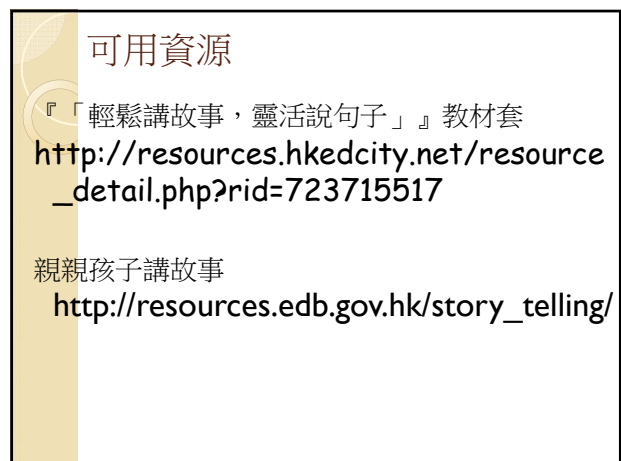 可用資源
『「輕鬆講故事，靈活說句子」』教材套
http://resources.hkedcity.net/resource
_detail.php?rid=723715517
親親孩子講故事
http://resources.edb.gov.hk/story_telling/